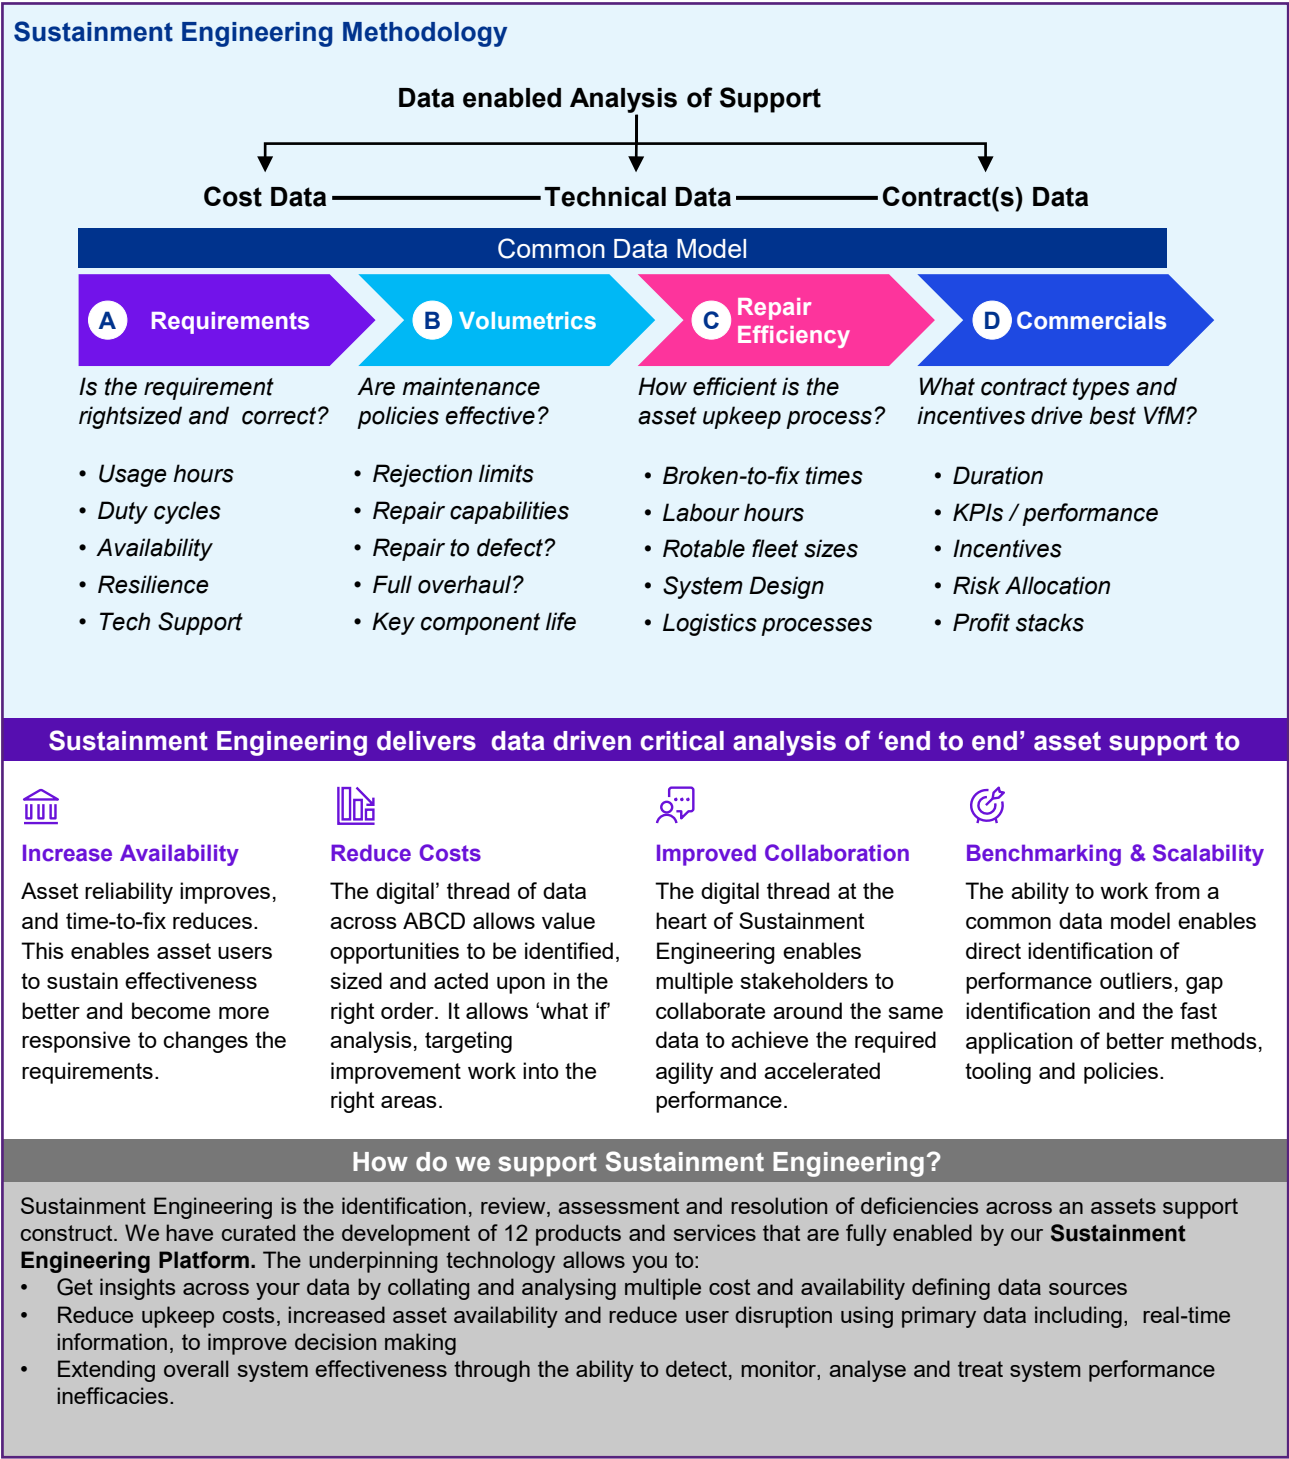 Sustainment Engineering Methodology
Data enabled Analysis of Support
Cost Data
Technical Data
Contract(s) Data
Common Data Model
A
Requirements
B
Volumetrics
C
Repair
Efficiency
D
Commercials
Is the requirement
rightsized and  correct?
• Usage hours
• Duty cycles
• Availability
• Resilience
• Tech Support
Are maintenance
policies effective?
• Rejection limits
• Repair capabilities
• Repair to defect?
• Full overhaul?
• Key component life
How efficient is the
asset upkeep process?
• Broken-to-fix times
• Labour hours
• Rotable fleet sizes
• System Design
• Logistics processes
What contract types and
incentives drive best VfM?
• Duration
• KPIs / performance
• Incentives
• Risk Allocation
• Profit stacks
Sustainment Engineering delivers  data driven critical analysis of ‘end to end’ asset support to
Increase Availability
Asset reliability improves,
and time-to-fix reduces.
This enables asset users
to sustain effectiveness
better and become more
responsive to changes the
requirements.
Reduce Costs
The digital’ thread of data
across ABCD allows value
opportunities to be identified,
sized and acted upon in the
right order. It allows ‘what if’
analysis, targeting
improvement work into the
right areas.
Improved Collaboration
The digital thread at the
heart of Sustainment
Engineering enables
multiple stakeholders to
collaborate around the same
data to achieve the required
agility and accelerated
performance.
Benchmarking & Scalability
The ability to work from a
common data model enables
direct identification of
performance outliers, gap
identification and the fast
application of better methods,
tooling and policies.
How do we support Sustainment Engineering?
Sustainment Engineering is the identification, review, assessment and resolution of deficiencies across an assets support
construct. We have curated the development of 12 products and services that are fully enabled by our Sustainment
Engineering Platform. The underpinning technology allows you to:
• Get insights across your data by collating and analysing multiple cost and availability defining data sources
• Reduce upkeep costs, increased asset availability and reduce user disruption using primary data including,  real-time
information, to improve decision making
• Extending overall system effectiveness through the ability to detect, monitor, analyse and treat system performance
inefficacies.